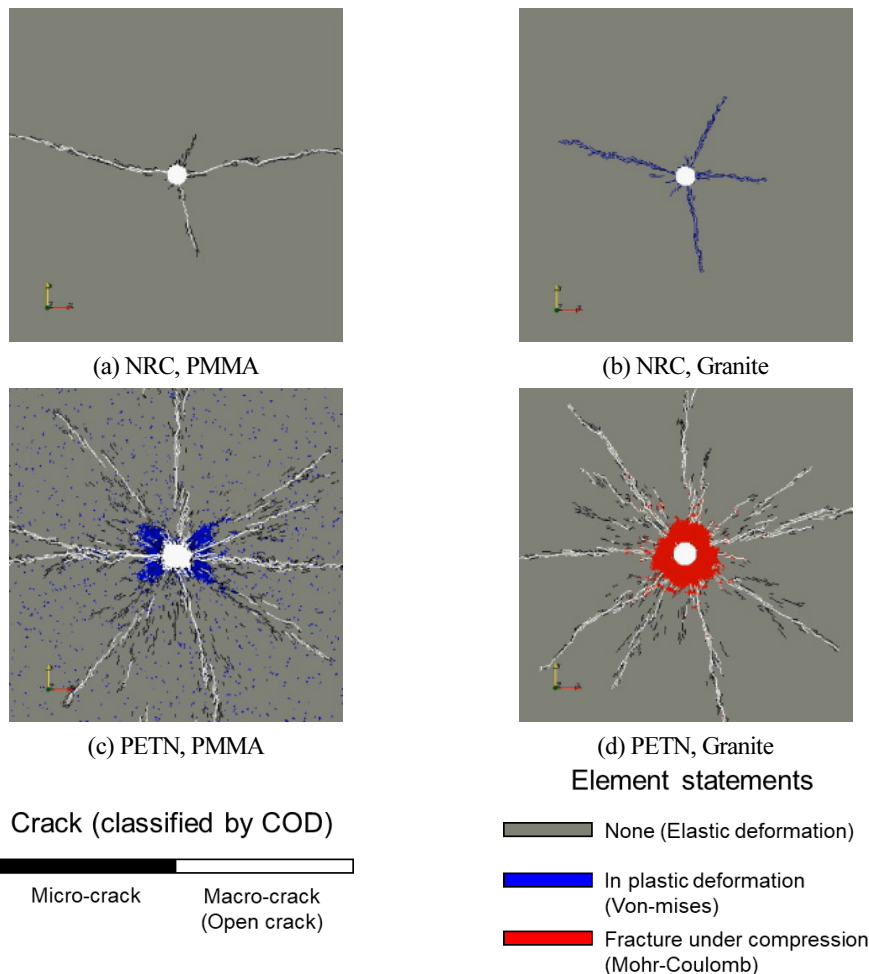 (a) NRC, PMMA
(b) NRC, Granite
(c) PETN, PMMA
(d) PETN, Granite
Crack (classified by COD)
Micro-crack
Macro-crack
(Open crack)
Element statements
None (Elastic deformation)
In plastic deformation
(Von-mises)
Fracture under compression
(Mohr-Coulomb)